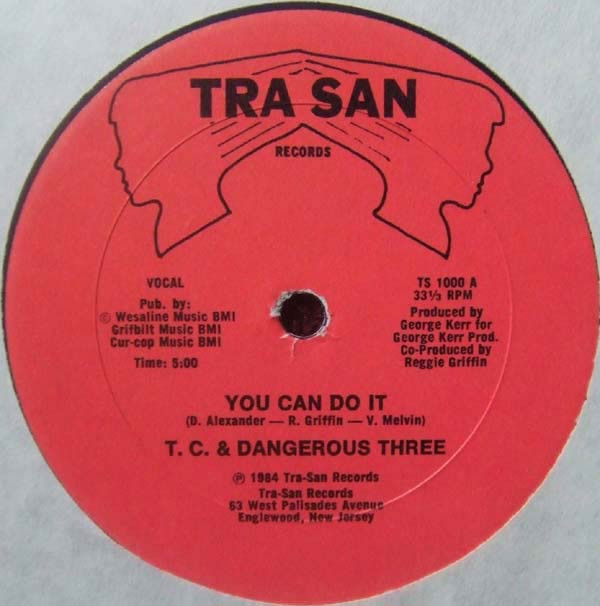 TRA SAN
RECORDS
VOCAL
Pub. by:
© Wesaline Music BMI
Grifbilt Music BMI
Cur-cop Music BMI
Time: 5:00
TS 1000 A
33⅓ RPM
Produced by
George Kerr for
George Kerr Prod.
Co-Produced by
Reggie Griffin
YOU CAN DO IT
(D. Alexander — R. Griffin — V. Melvin)
T. C. & DANGEROUS THREE
℗ 1984 Tra-San Records
Tra-San Records
63 West Palisades Avenue
Englewood, New Jersey